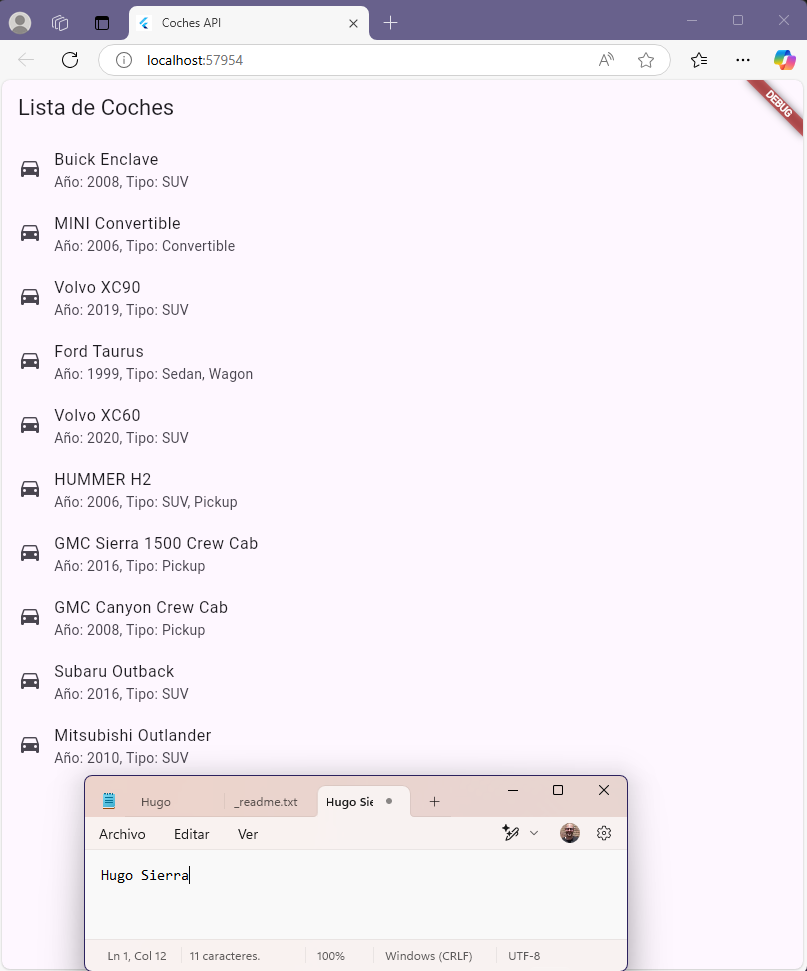 Coches API
localhost:57954
DEBUG
Lista de Coches
Buick Enclave
Año: 2008, Tipo: SUV
MINI Convertible
Año: 2006, Tipo: Convertible
Volvo XC90
Año: 2019, Tipo: SUV
Ford Taurus
Año: 1999, Tipo: Sedan, Wagon
Volvo XC60
Año: 2020, Tipo: SUV
HUMMER H2
Año: 2006, Tipo: SUV, Pickup
GMC Sierra 1500 Crew Cab
Año: 2016, Tipo: Pickup
GMC Canyon Crew Cab
Año: 2008, Tipo: Pickup
Subaru Outback
Año: 2016, Tipo: SUV
Mitsubishi Outlander
Año: 2010, Tipo: SUV
Hugo _readme.txt Hugo Sie
Archivo Editar Ver
Hugo Sierra
Ln 1, Col 12 11 caracteres. 100% Windows (CRLF) UTF-8